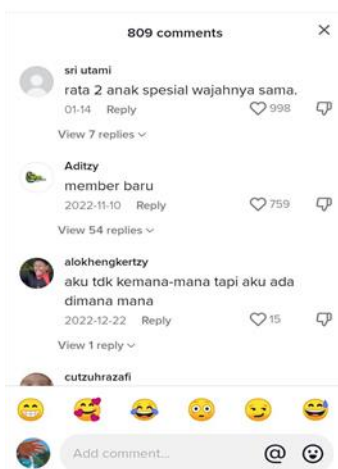 809 comments
sri utami
rata 2 anak spesial wajahnya sama.
01-14 Reply 998
View 7 replies
Aditzy
member baru
2022-11-10 Reply 759
View 54 replies
alokhengkertzy
aku tdk kemana-mana tapi aku ada
dimana mana
2022-12-22 Reply 15
View 1 reply
cutzuhrazafi
Add comment... @